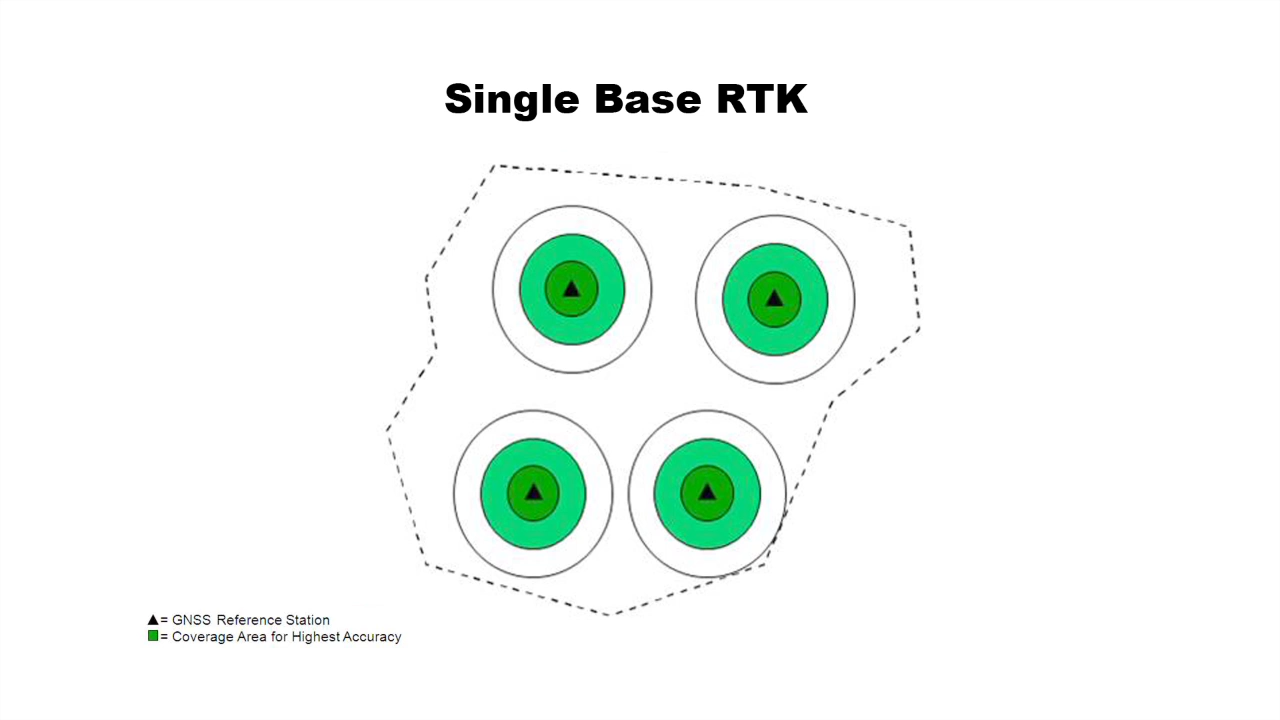 Single Base RTK
▲= GNSS Reference Station
■= Coverage Area for Highest Accuracy